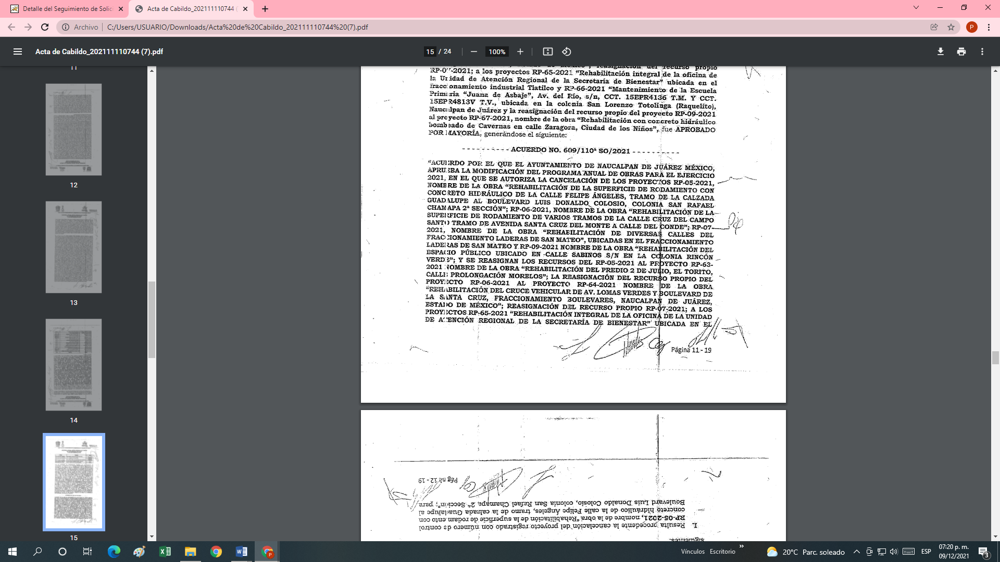 Detalle del Seguimiento de Solici
Acta de Cabildo_202111110744 (
Archivo
C:/Users/USUARIO/Downloads/Acta%20de%20Cabildo_202111110744%20(7).pdf
P
Acta de Cabildo_202111110744 (7).pdf
15 / 24
100%
11
12
13
14
15
reasignación del recurso propio
RP-07-2021; a los proyectos RP-65-2021 “Rehabilitación integral de la oficina de
la Unidad de Atención Regional de la Secretaría de Bienestar” ubicada en el
fraccionamiento industrial Tlatilco y RP-66-2021 “Mantenimiento de la Escuela
Primaria “Juana de Asbaje”, Av. del Río, s/n, CCT. 15EPR4136 T.M. Y CCT.
15EPR4813V T.V., ubicada en la colonia San Lorenzo Totolinga (Raquelito),
Naucalpan de Juárez y la reasignación del recurso propio del proyecto RP-09-2021
al proyecto RP-67-2021, nombre de la obra “Rehabilitación con concreto hidráulico
bombeado de Cavernas en calle Zaragoza, Ciudad de los Niños”, fue APROBADO
POR MAYORÍA, generándose el siguiente:
- - - - - - - - - - ACUERDO NO. 609/110ª SO/2021 - - - - - - - - - -
“ACUERDO POR EL QUE EL AYUNTAMIENTO DE NAUCALPAN DE JUÁREZ MÉXICO,
APRUEBA LA MODIFICACIÓN DEL PROGRAMA ANUAL DE OBRAS PARA EL EJERCICIO
2021, EN EL QUE SE AUTORIZA LA CANCELACIÓN DE LOS PROYECTOS RP-05-2021,
NOMBRE DE LA OBRA “REHABILITACIÓN DE LA SUPERFICIE DE RODAMIENTO CON
CONCRETO HIDRÁULICO DE LA CALLE FELIPE ÁNGELES, TRAMO DE LA CALZADA
GUADALUPE AL BOULEVARD LUIS DONALDO COLOSIO, COLONIA SAN RAFAEL
CHAMAPA 2ª SECCIÓN”; RP-06-2021, NOMBRE DE LA OBRA “REHABILITACIÓN DE LA
SUPERFICIE DE RODAMIENTO DE VARIOS TRAMOS DE LA CALLE CRUZ DEL CAMPO
SANTO TRAMO DE AVENIDA SANTA CRUZ DEL MONTE A CALLE DEL CONDE”; RP-07-
2021, NOMBRE DE LA OBRA “REHABILITACIÓN DE DIVERSAS CALLES DEL
FRACCIONAMIENTO LADERAS DE SAN MATEO”, UBICADAS EN EL FRACCIONAMIENTO
LADERAS DE SAN MATEO Y RP-09-2021 NOMBRE DE LA OBRA “REHABILITACIÓN DEL
ESPACIO PÚBLICO UBICADO EN CALLE SABINOS S/N EN LA COLONIA RINCÓN
VERDE”; Y SE REASIGNAN LOS RECURSOS DEL RP-05-2021 AL PROYECTO RP-63-
2021 NOMBRE DE LA OBRA “REHABILITACIÓN DEL PREDIO 2 DE JULIO, EL TORITO,
CALLE PROLONGACIÓN MORELOS”; LA REASIGNACIÓN DEL RECURSO PROPIO DEL
PROYECTO RP-06-2021 AL PROYECTO RP-64-2021 NOMBRE DE LA OBRA
“REHABILITACIÓN DEL CRUCE VEHICULAR DE AV. LOMAS VERDES Y BOULEVARD DE
LA SANTA CRUZ, FRACCIONAMIENTO BOULEVARES, NAUCALPAN DE JUÁREZ,
ESTADO DE MÉXICO”; REASIGNACIÓN DEL RECURSO PROPIO RP-07-2021; A LOS
PROYECTOS RP-65-2021 “REHABILITACIÓN INTEGRAL DE LA OFICINA DE LA UNIDAD
DE ATENCIÓN REGIONAL DE LA SECRETARÍA DE BIENESTAR” UBICADA EN EL
Página 11 - 19
Página 12 - 19
Boulevard Luis Donaldo Colosio, colonia San Rafael Chamapa 2ª Sección”; para
concreto hidráulico de la calle Felipe Ángeles, tramo de la calzada Guadalupe al
RP-05-2021, nombre de la obra “Rehabilitación de la superficie de rodamiento con
I. Resulta procedente la cancelación del proyecto registrado con número de control
siguientes:
Vínculos
Escritorio
20°C Parc. soleado
ESP
07:20 p. m.
09/12/2021
3